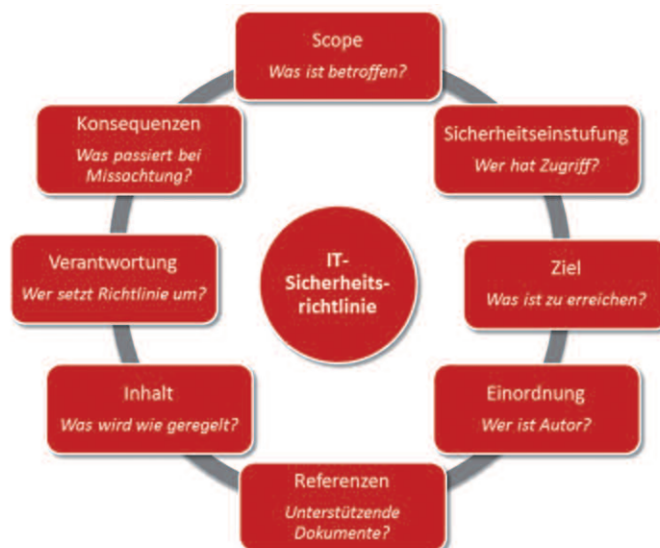 Scope
Was ist betroffen?
Sicherheitseinstufung
Wer hat Zugriff?
Ziel
Was ist zu erreichen?
Einordnung
Wer ist Autor?
Referenzen
Unterstützende
Dokumente?
Inhalt
Was wird wie geregelt?
Verantwortung
Wer setzt Richtlinie um?
Konsequenzen
Was passiert bei
Missachtung?
IT-
Sicherheits-
richtlinie